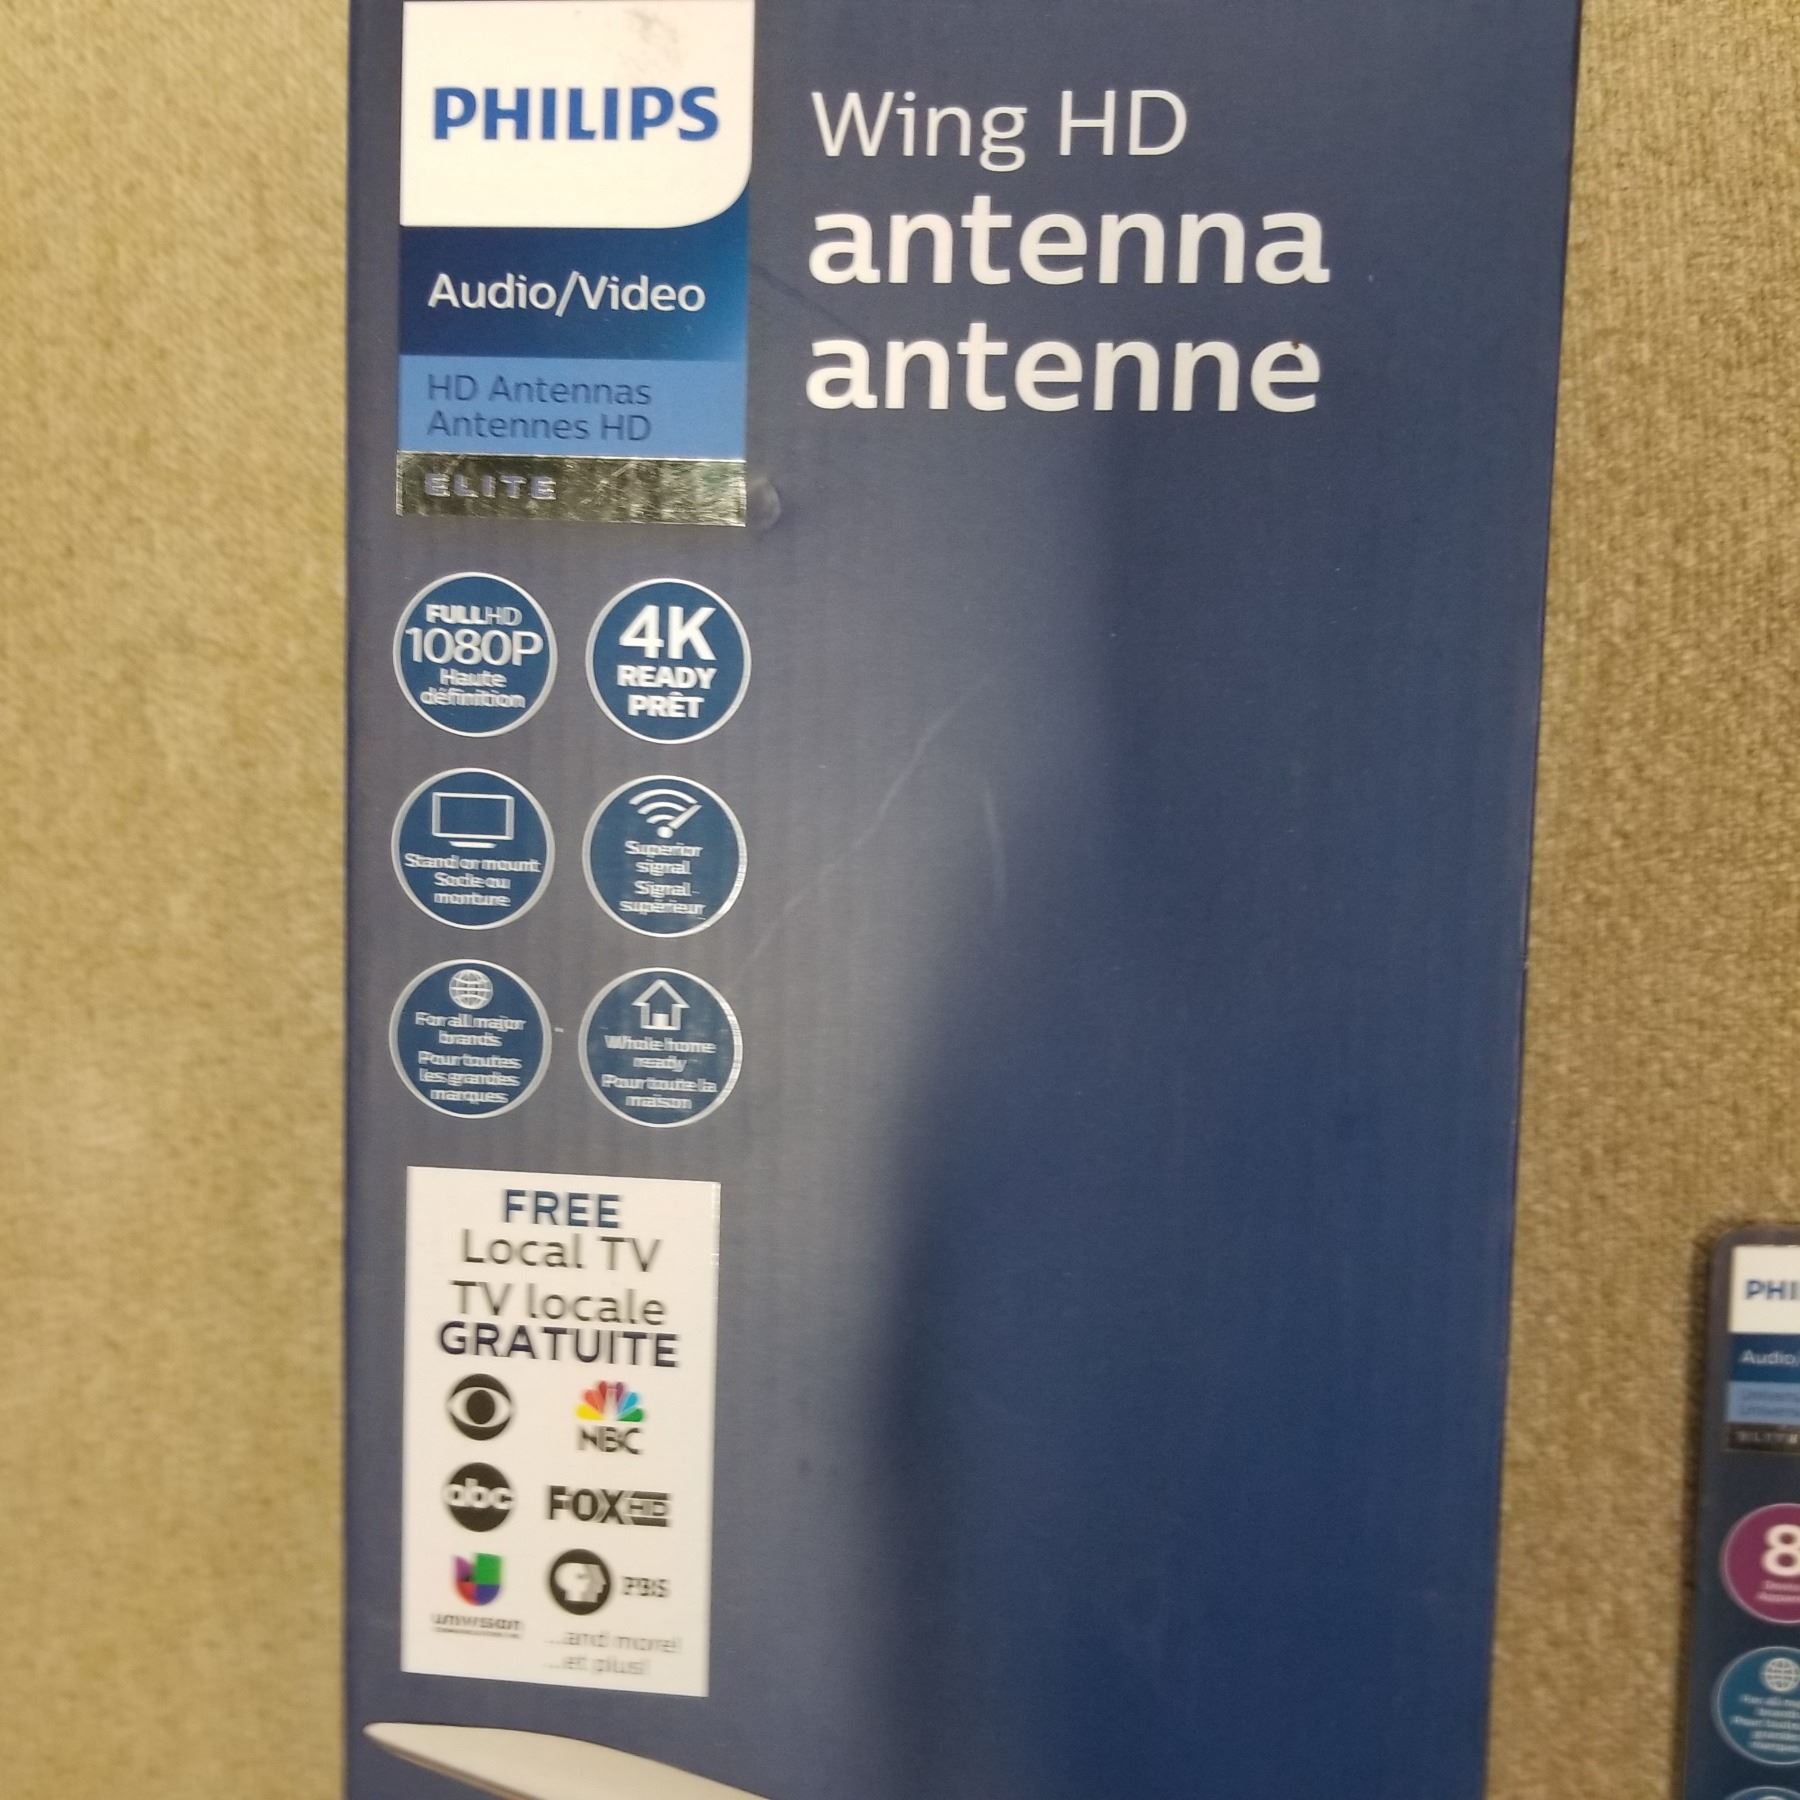 PHILIPS
Audio/Video
HD Antennas
Antennes HD
ELITE
Wing HD
antenna
antenne
FULLHD
1080P
Haute
définition
4K
READY
PRÊT
Stand or mount
Socle ou
monture
Superior
signal
Signal
supérieur
For all major
brands
Pour toutes
les grandes
marques
Whole home
ready
Pour toute la
maison
FREE
Local TV
TV locale
GRATUITE
NBC
abc
FOXHD
univision
PBS
...and more!
...et plus!
PHI
Audio/
8